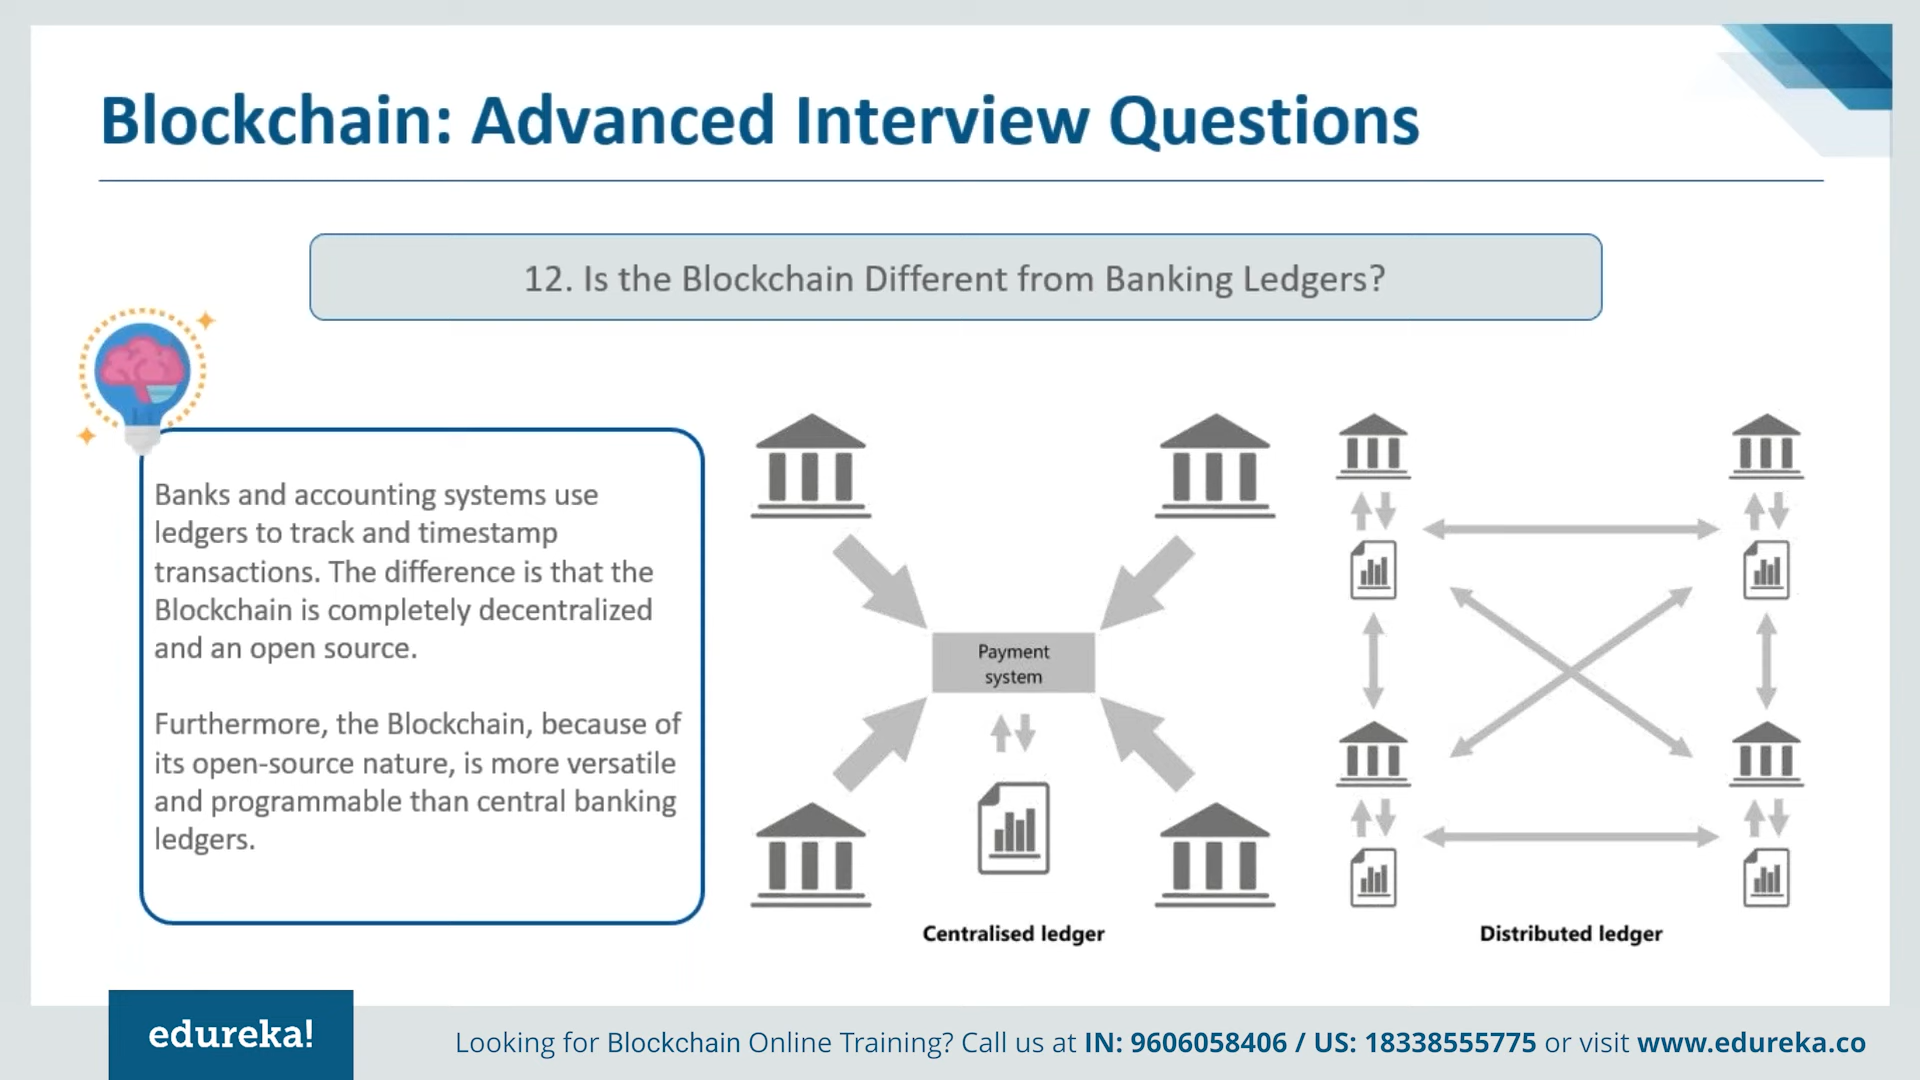 Blockchain: Advanced Interview Questions
12. Is the Blockchain Different from Banking Ledgers?
Banks and accounting systems use
ledgers to track and timestamp
transactions. The difference is that the
Blockchain is completely decentralized
and an open source.
Furthermore, the Blockchain, because of
its open-source nature, is more versatile
and programmable than central banking
ledgers.
Payment
system
Centralised ledger
Distributed ledger
edureka!
Looking for Blockchain Online Training? Call us at IN: 9606058406 / US: 18338555775 or visit www.edureka.co